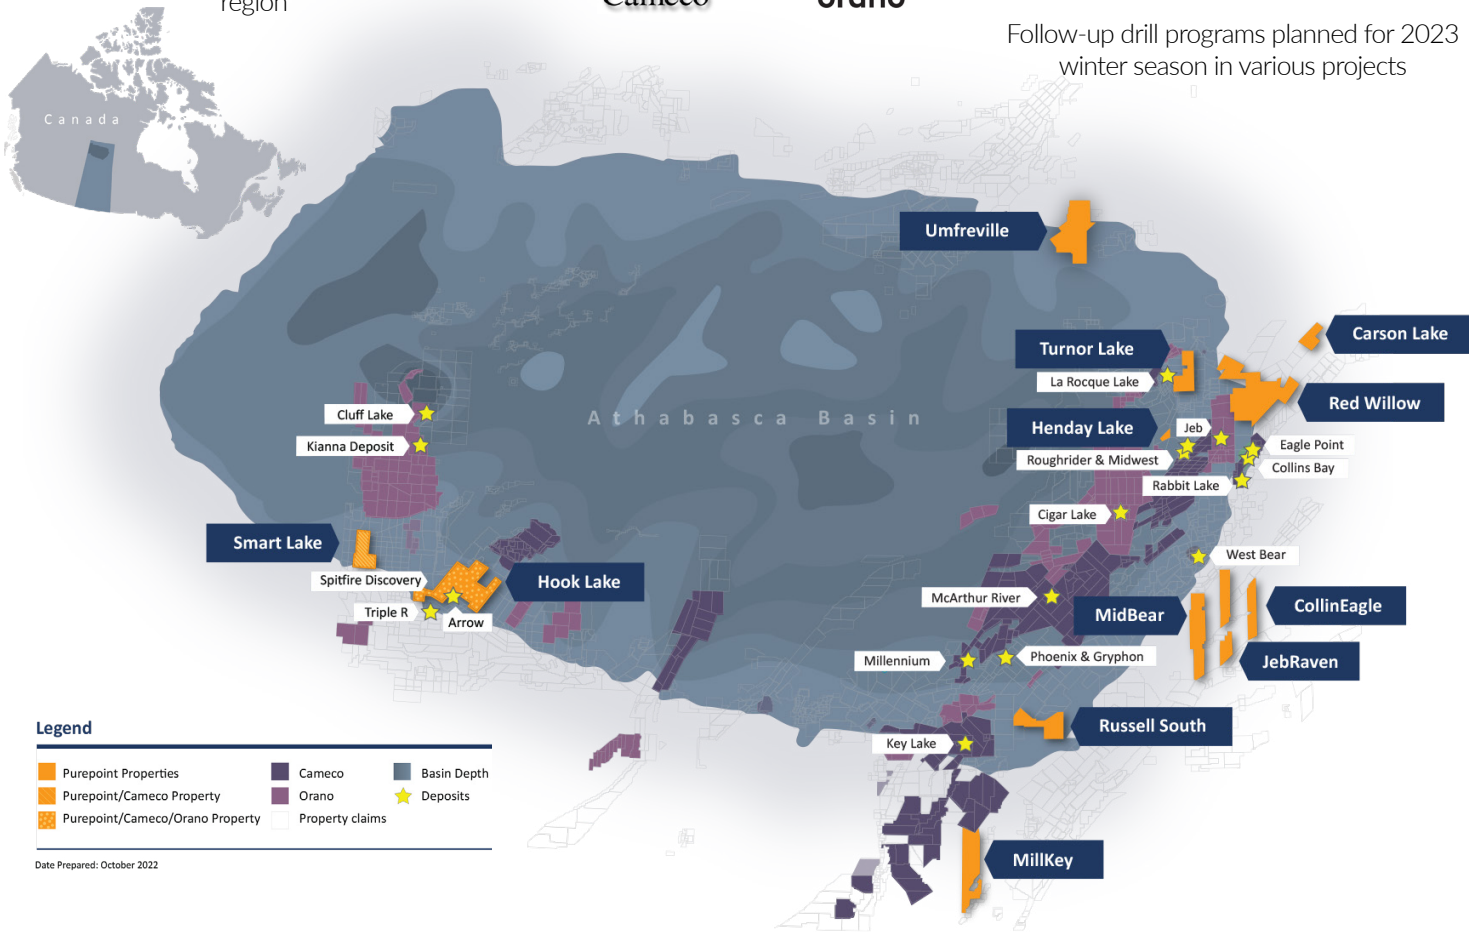 region
Cameco
orano
Follow-up drill programs planned for 2023
winter season in various projects
Canada
Umfreville
Carson Lake
Turnor Lake
La Rocque Lake
Red Willow
Athabasca Basin
Cluff Lake
Henday Lake
Jeb
Kianna Deposit
Eagle Point
Roughrider & Midwest
Collins Bay
Rabbit Lake
Cigar Lake
Smart Lake
West Bear
Spitfire Discovery
Hook Lake
McArthur River
CollinEagle
Triple R
Arrow
MidBear
Millennium
Phoenix & Gryphon
JebRaven
Russell South
Key Lake
Legend
Purepoint Properties
Cameco
Basin Depth
Purepoint/Cameco Property
Orano
Deposits
Purepoint/Cameco/Orano Property
Property claims
MillKey
Date Prepared: October 2022